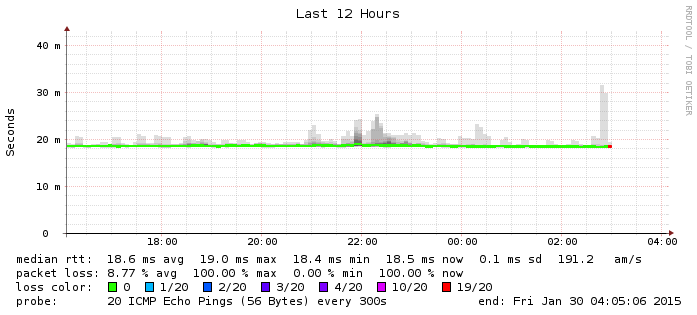 Last 12 Hours
RRDTOOL / TOBI OETIKER
Seconds
40 m
30 m
20 m
10 m
0
18:00 20:00 22:00 00:00 02:00 04:00
median rtt: 18.6 ms avg 19.0 ms max 18.4 ms min 18.5 ms now 0.1 ms sd 191.2 am/s
packet loss: 8.77 % avg 100.00 % max 0.00 % min 100.00 % now
loss color: 0 1/20 2/20 3/20 4/20 10/20 19/20
probe: 20 ICMP Echo Pings (56 Bytes) every 300s end: Fri Jan 30 04:05:06 2015